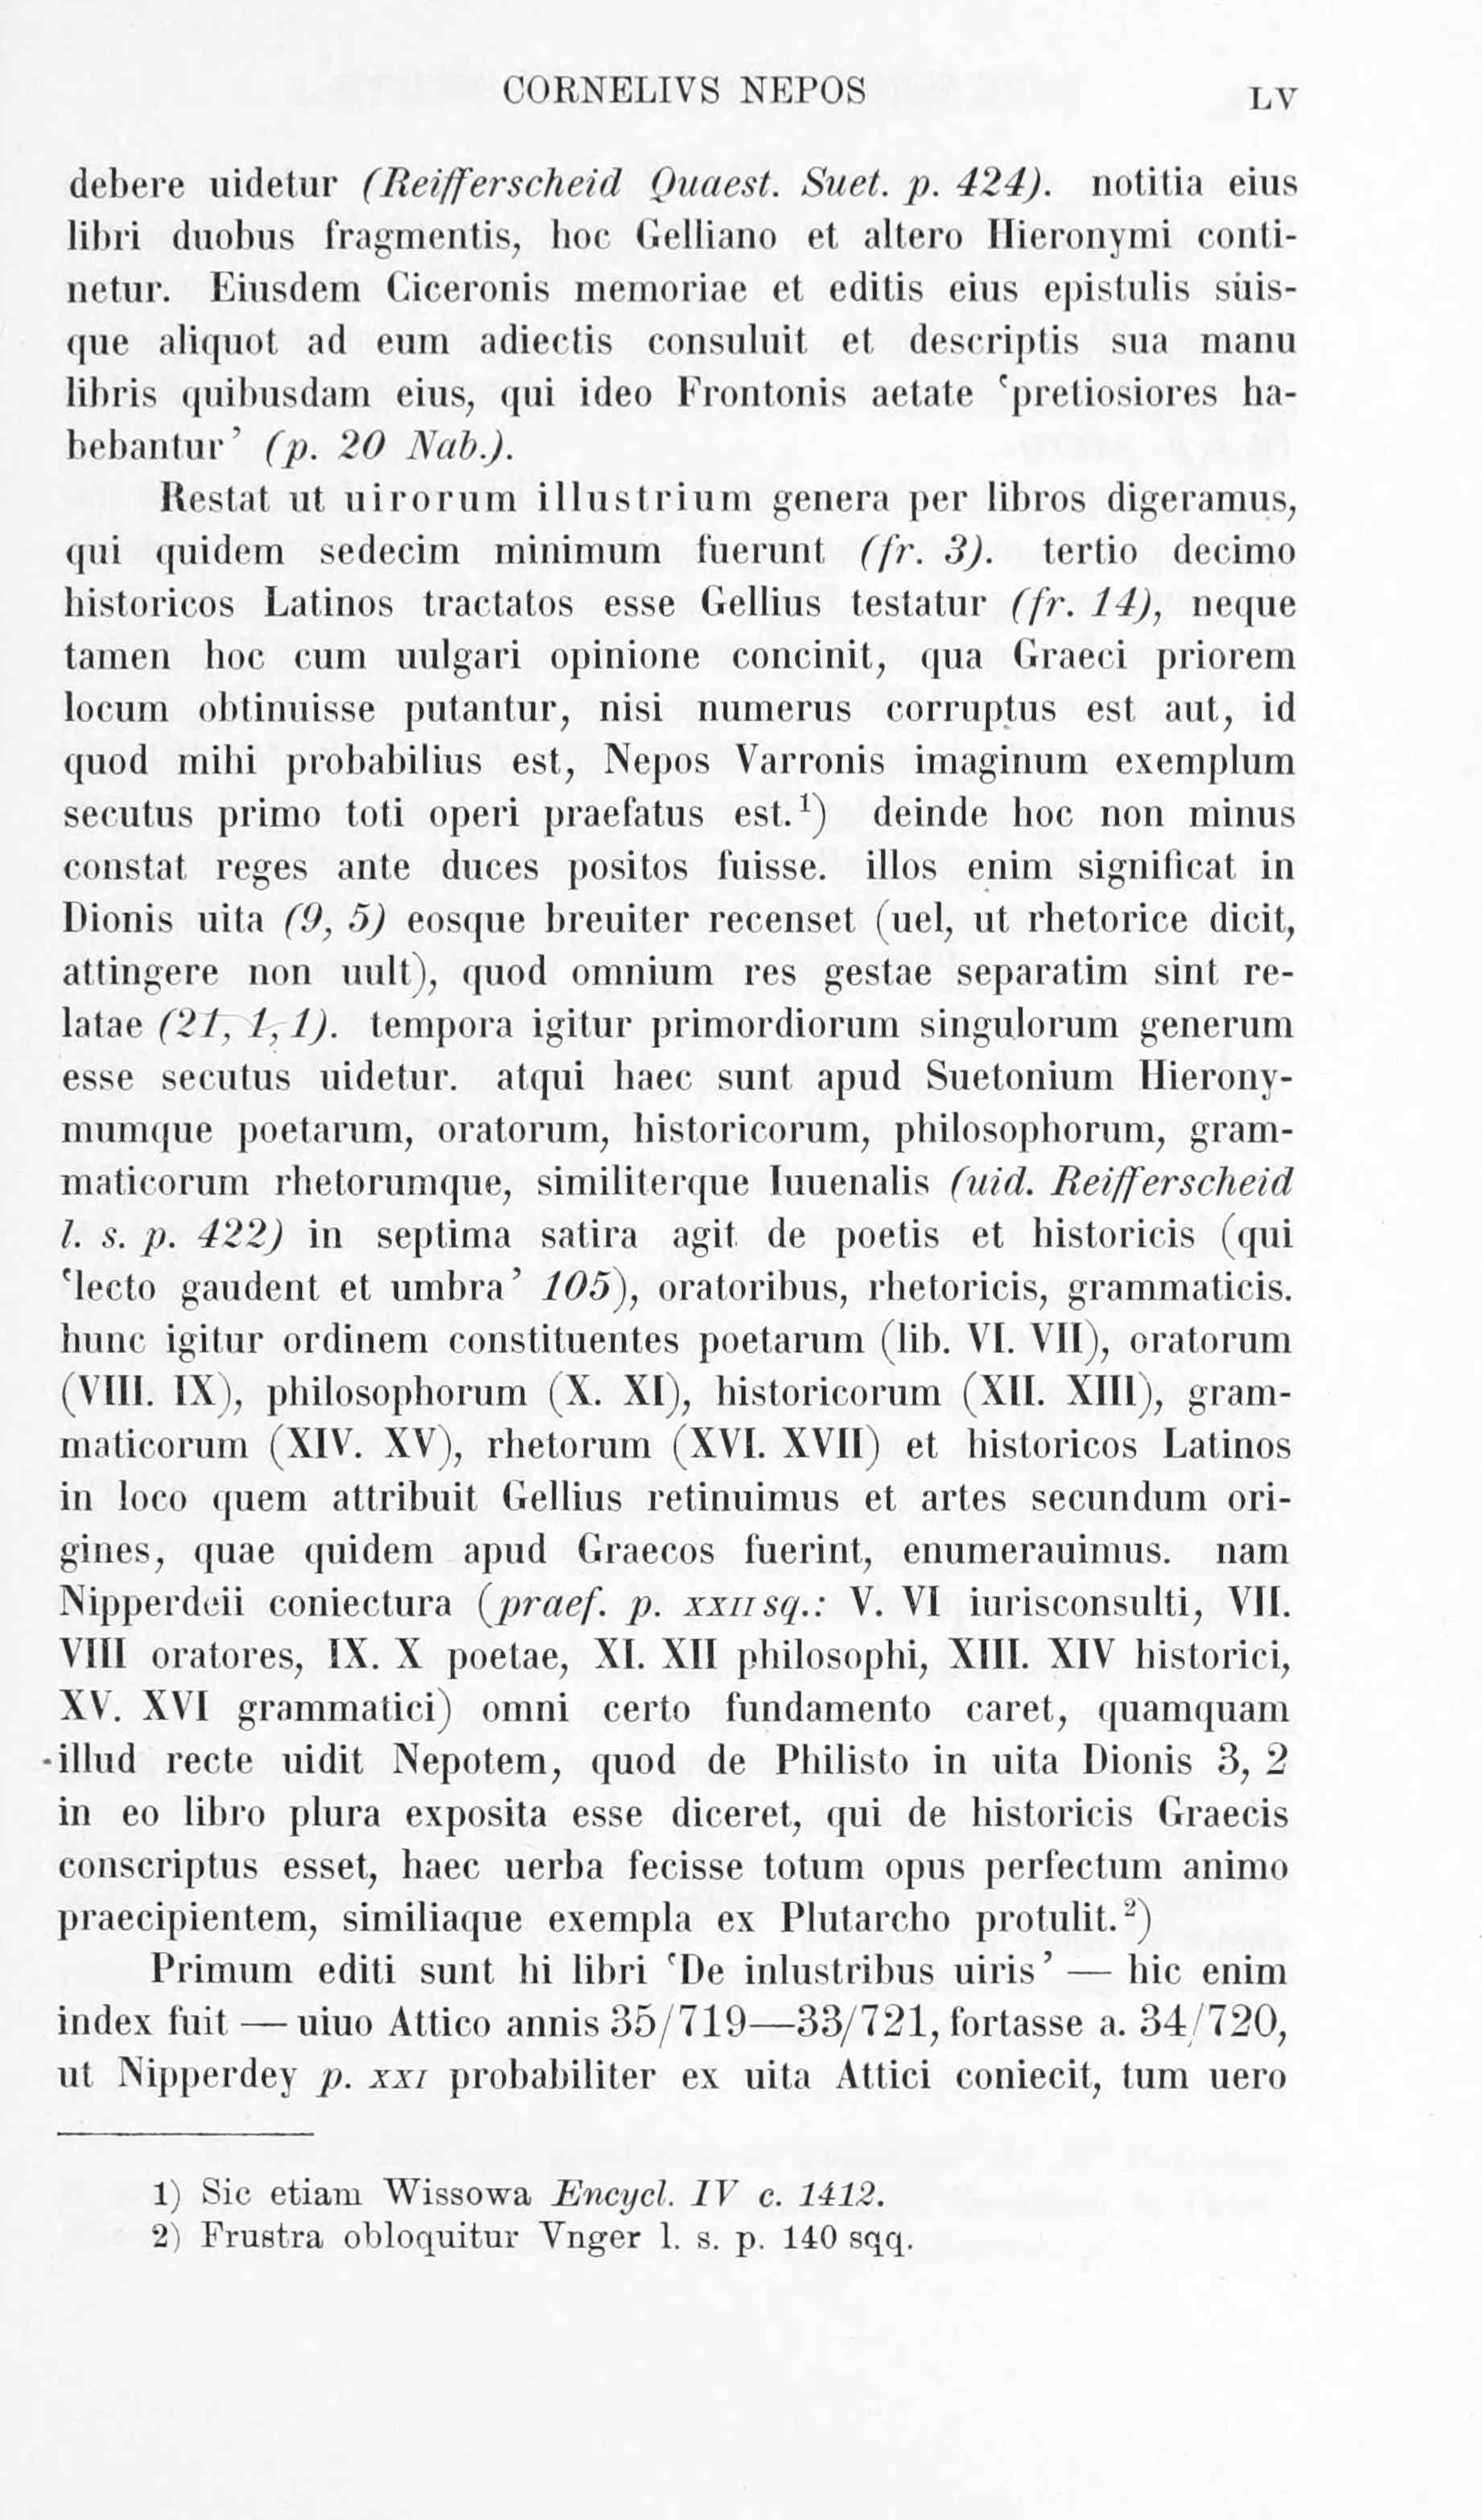 CORNELIVS NEPOS LV
debere uidetur (Reifferscheid Quaest. Suet. p. 424). notitia eius
libri duobus fragmentis, hoc Gelliano et altero Hieronymi conti-
netur. Eiusdem Ciceronis memoriae et editis eius epistulis suis-
que aliquot ad eum adiectis consuluit et descriptis sua manu
libris quibusdam eius, qui ideo Frontonis aetate ‘pretiosiores ha-
bebantur’ (p. 20 Nab.).
Restat ut uirorum illustrium genera per libros digeramus,
qui quidem sedecim minimum fuerunt (fr. 3). tertio decimo
historicos Latinos tractatos esse Gellius testatur (fr. 14), neque
tamen hoc cum uulgari opinione concinit, qua Graeci priorem
locum obtinuisse putantur, nisi numerus corruptus est aut, id
quod mihi probabilius est, Nepos Varronis imaginum exemplum
secutus primo toti operi praefatus est.¹) deinde hoc non minus
constat reges ante duces positos fuisse. illos enim significat in
Dionis uita (9, 5) eosque breuiter recenset (uel, ut rhetorice dicit,
attingere non uult), quod omnium res gestae separatim sint re-
latae (21, 1, 1). tempora igitur primordiorum singulorum generum
esse secutus uidetur. atqui haec sunt apud Suetonium Hierony-
mumque poetarum, oratorum, historicorum, philosophorum, gram-
maticorum rhetorumque, similiterque Iuuenalis (uid. Reifferscheid
l. s. p. 422) in septima satira agit de poetis et historicis (qui
‘lecto gaudent et umbra’ 105), oratoribus, rhetoricis, grammaticis.
hunc igitur ordinem constituentes poetarum (lib. VI. VII), oratorum
(VIII. IX), philosophorum (X. XI), historicorum (XII. XIII), gram-
maticorum (XIV. XV), rhetorum (XVI. XVII) et historicos Latinos
in loco quem attribuit Gellius retinuimus et artes secundum ori-
gines, quae quidem apud Graecos fuerint, enumerauimus. nam
Nipperdeii coniectura (praef. p. XXII sq.: V. VI iurisconsulti, VII.
VIII oratores, IX. X poetae, XI. XII philosophi, XIII. XIV historici,
XV. XVI grammatici) omni certo fundamento caret, quamquam
illud recte uidit Nepotem, quod de Philisto in uita Dionis 3, 2
in eo libro plura exposita esse diceret, qui de historicis Graecis
conscriptus esset, haec uerba fecisse totum opus perfectum animo
praecipientem, similiaque exempla ex Plutarcho protulit.²)
Primum editi sunt hi libri ‘De inlustribus uiris’ — hic enim
index fuit — uiuo Attico annis 35/719—33/721, fortasse a. 34/720,
ut Nipperdey p. XXI probabiliter ex uita Attici coniecit, tum uero
1) Sic etiam Wissowa Encycl. IV c. 1412.
2) Frustra obloquitur Vnger l. s. p. 140 sqq.